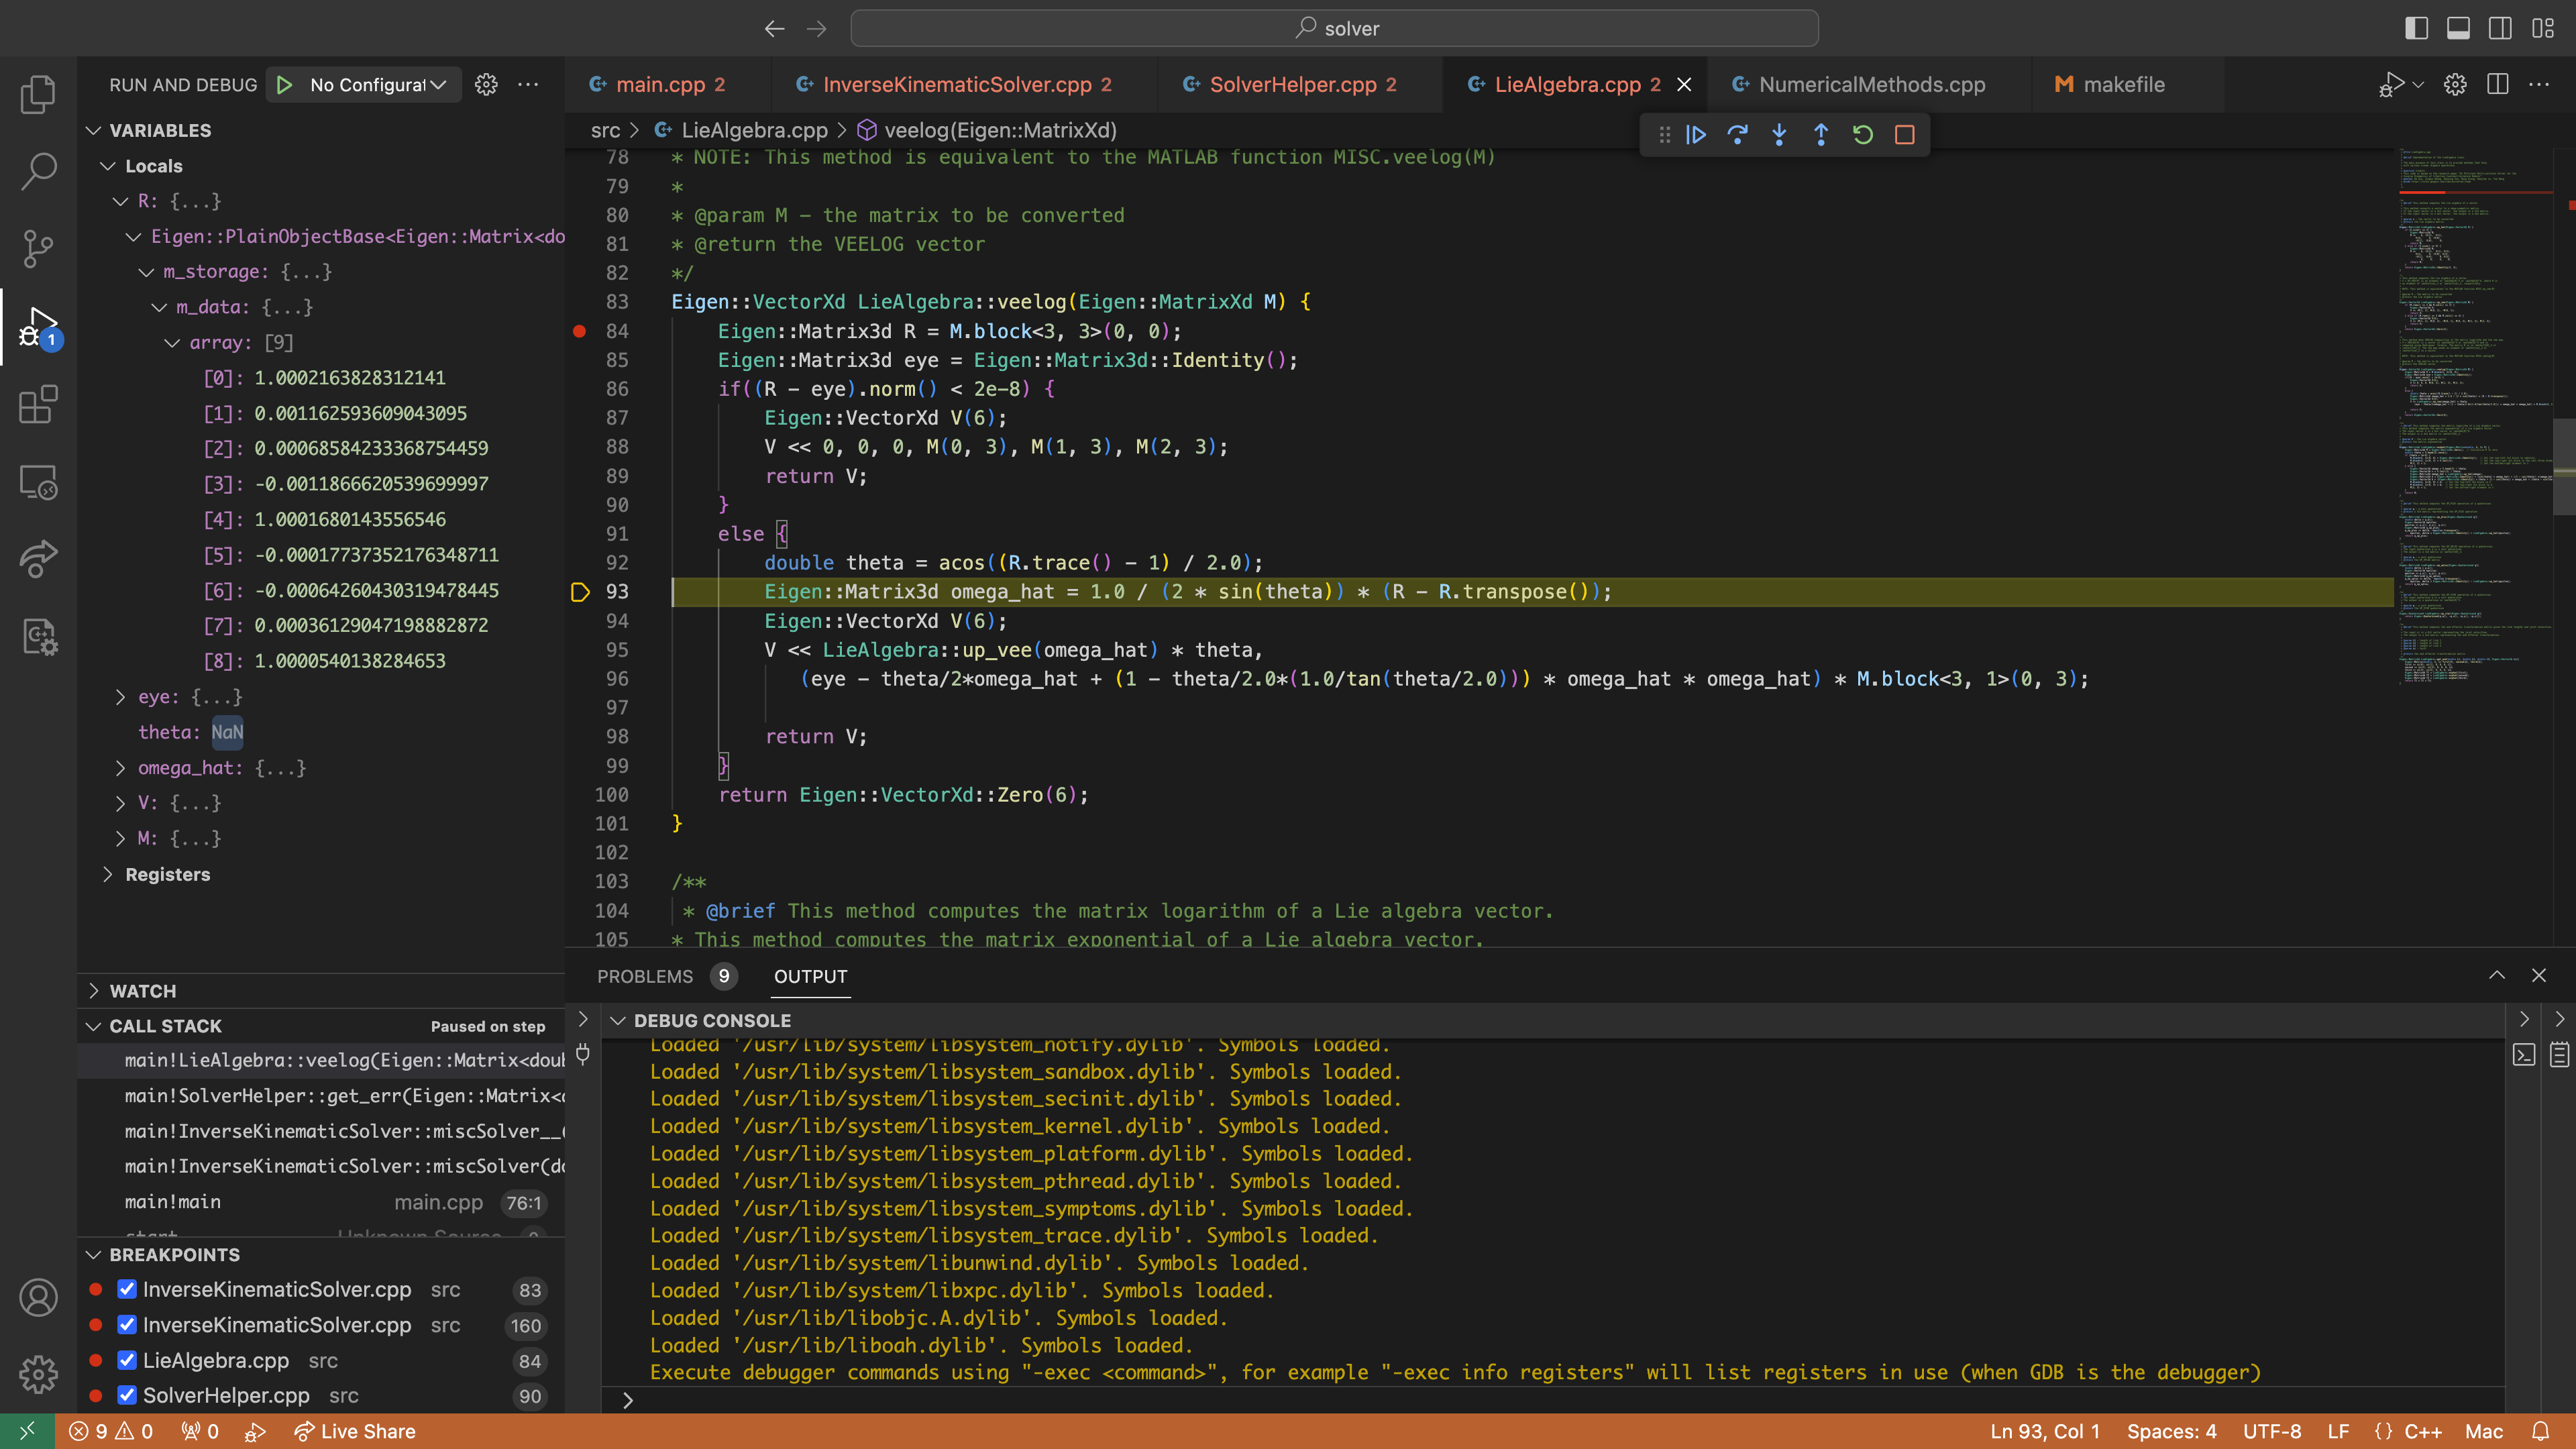 solver
RUN AND DEBUG
No Configurat
main.cpp 2
InverseKinematicSolver.cpp 2
SolverHelper.cpp 2
LieAlgebra.cpp 2
NumericalMethods.cpp
M makefile
VARIABLES
Locals
R: {...}
Eigen::PlainObjectBase<Eigen::Matrix<do
m_storage: {...}
m_data: {...}
array: [9]
[0]: 1.0002163828312141
[1]: 0.001162593609043095
[2]: 0.00068584233368754459
[3]: -0.0011866620539699997
[4]: 1.0001680143556546
[5]: -0.00017737352176348711
[6]: -0.00064260430319478445
[7]: 0.00036129047198882872
[8]: 1.0000540138284653
eye: {...}
theta: NaN
omega_hat: {...}
V: {...}
M: {...}
Registers
WATCH
CALL STACK
Paused on step
main!LieAlgebra::veelog(Eigen::Matrix<doub
main!SolverHelper::get_err(Eigen::Matrix<d
main!InverseKinematicSolver::miscSolver__(
main!InverseKinematicSolver::miscSolver(do
main!main main.cpp 76:1
start Unknown Source 0
BREAKPOINTS
InverseKinematicSolver.cpp src 83
InverseKinematicSolver.cpp src 160
LieAlgebra.cpp src 84
SolverHelper.cpp src 90
1
src > LieAlgebra.cpp > veelog(Eigen::MatrixXd)
78 * NOTE: This method is equivalent to the MATLAB function MISC.veelog(M)
79 *
80 * @param M – the matrix to be converted
81 * @return the VEELOG vector
82 */
83 Eigen::VectorXd LieAlgebra::veelog(Eigen::MatrixXd M) {
84 Eigen::Matrix3d R = M.block<3, 3>(0, 0);
85 Eigen::Matrix3d eye = Eigen::Matrix3d::Identity();
86 if((R - eye).norm() < 2e-8) {
87 Eigen::VectorXd V(6);
88 V << 0, 0, 0, M(0, 3), M(1, 3), M(2, 3);
89 return V;
90 }
91 else {
92 double theta = acos((R.trace() - 1) / 2.0);
93 Eigen::Matrix3d omega_hat = 1.0 / (2 * sin(theta)) * (R - R.transpose());
94 Eigen::VectorXd V(6);
95 V << LieAlgebra::up_vee(omega_hat) * theta,
96 (eye - theta/2*omega_hat + (1 - theta/2.0*(1.0/tan(theta/2.0))) * omega_hat * omega_hat) * M.block<3, 1>(0, 3);
97
98 return V;
99 }
100 return Eigen::VectorXd::Zero(6);
101 }
102
103 /**
104 * @brief This method computes the matrix logarithm of a Lie algebra vector.
105 * This method computes the matrix exponential of a Lie algebra vector.
PROBLEMS 9
OUTPUT
DEBUG CONSOLE
Loaded '/usr/lib/system/libsystem_notify.dylib'. Symbols loaded.
Loaded '/usr/lib/system/libsystem_sandbox.dylib'. Symbols loaded.
Loaded '/usr/lib/system/libsystem_secinit.dylib'. Symbols loaded.
Loaded '/usr/lib/system/libsystem_kernel.dylib'. Symbols loaded.
Loaded '/usr/lib/system/libsystem_platform.dylib'. Symbols loaded.
Loaded '/usr/lib/system/libsystem_pthread.dylib'. Symbols loaded.
Loaded '/usr/lib/system/libsystem_symptoms.dylib'. Symbols loaded.
Loaded '/usr/lib/system/libsystem_trace.dylib'. Symbols loaded.
Loaded '/usr/lib/system/libunwind.dylib'. Symbols loaded.
Loaded '/usr/lib/system/libxpc.dylib'. Symbols loaded.
Loaded '/usr/lib/libobjc.A.dylib'. Symbols loaded.
Loaded '/usr/lib/liboah.dylib'. Symbols loaded.
Execute debugger commands using "-exec <command>", for example "-exec info registers" will list registers in use (when GDB is the debugger)
9 0 0 Live Share
Ln 93, Col 1 Spaces: 4 UTF-8 LF {} C++ Mac